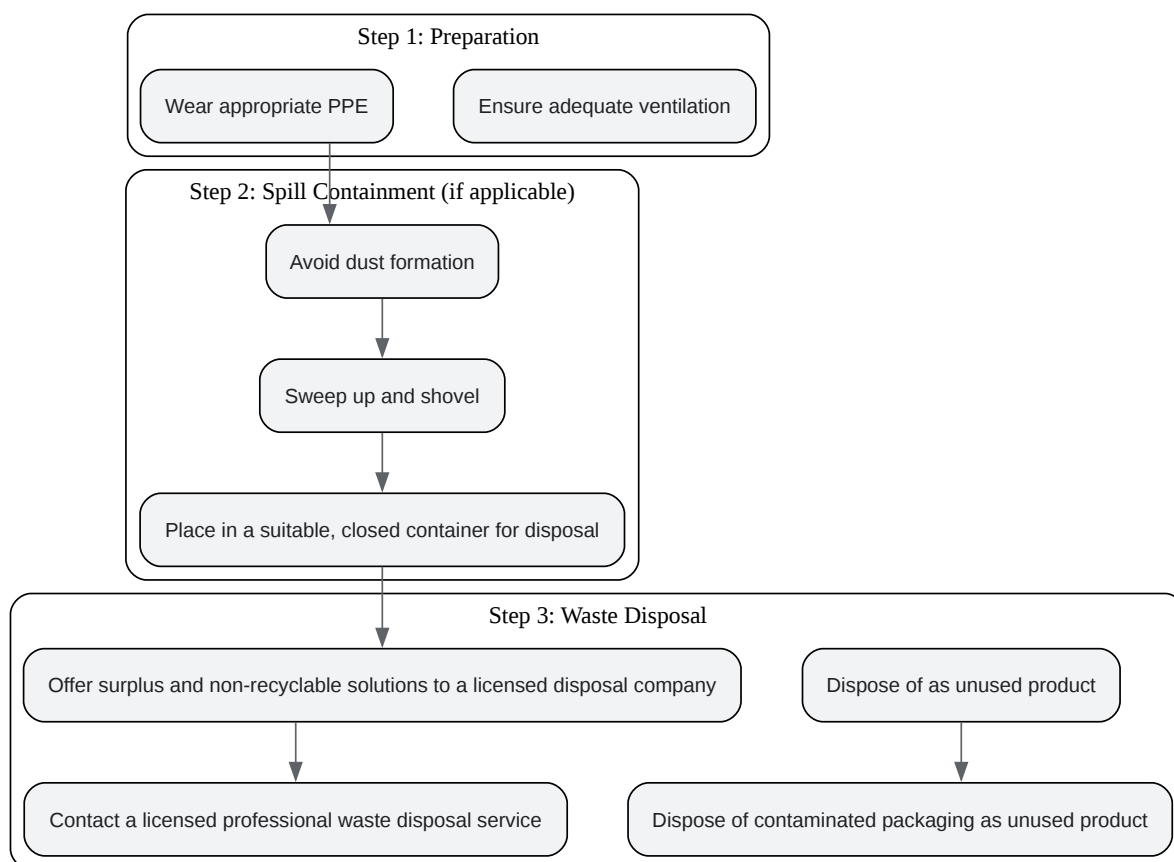 Step 1: Preparation
Wear appropriate PPE
Ensure adequate ventilation
Step 2: Spill Containment (if applicable)
Avoid dust formation
Sweep up and shovel
Place in a suitable, closed container for disposal
Step 3: Waste Disposal
Offer surplus and non-recyclable solutions to a licensed disposal company
Dispose of as unused product
Contact a licensed professional waste disposal service
Dispose of contaminated packaging as unused product